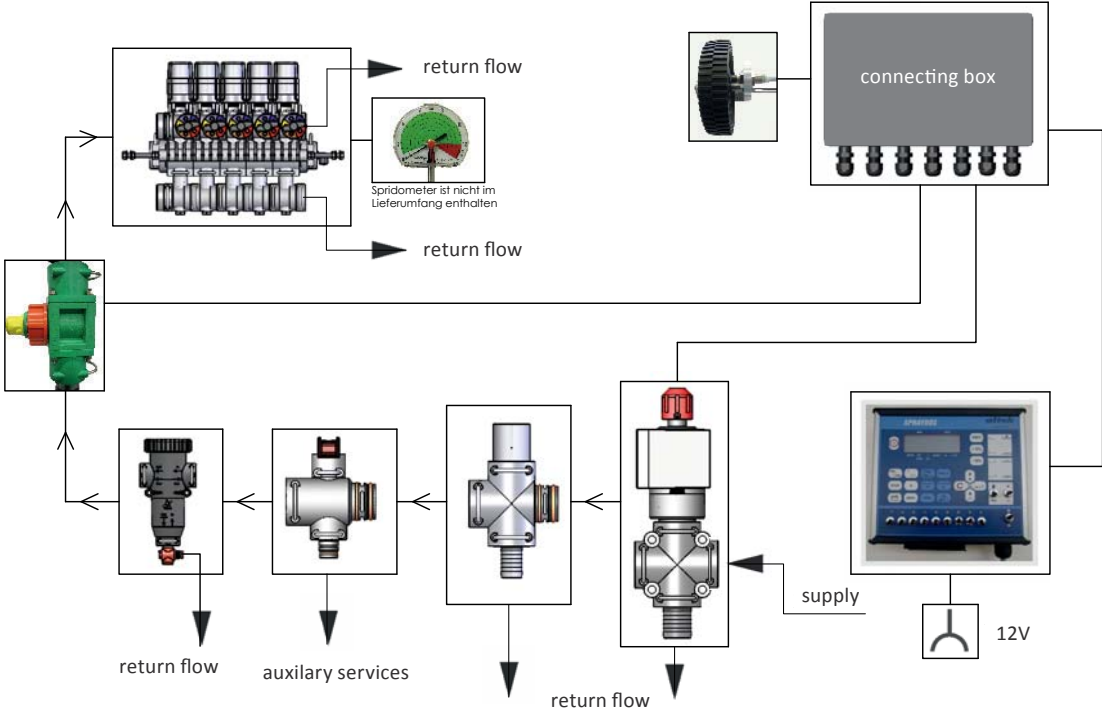 return flow
connecting box
Spridometer ist nicht im
Lieferumfang enthalten
return flow
SPRAYDOS
supply
12V
return flow
auxilary services
return flow